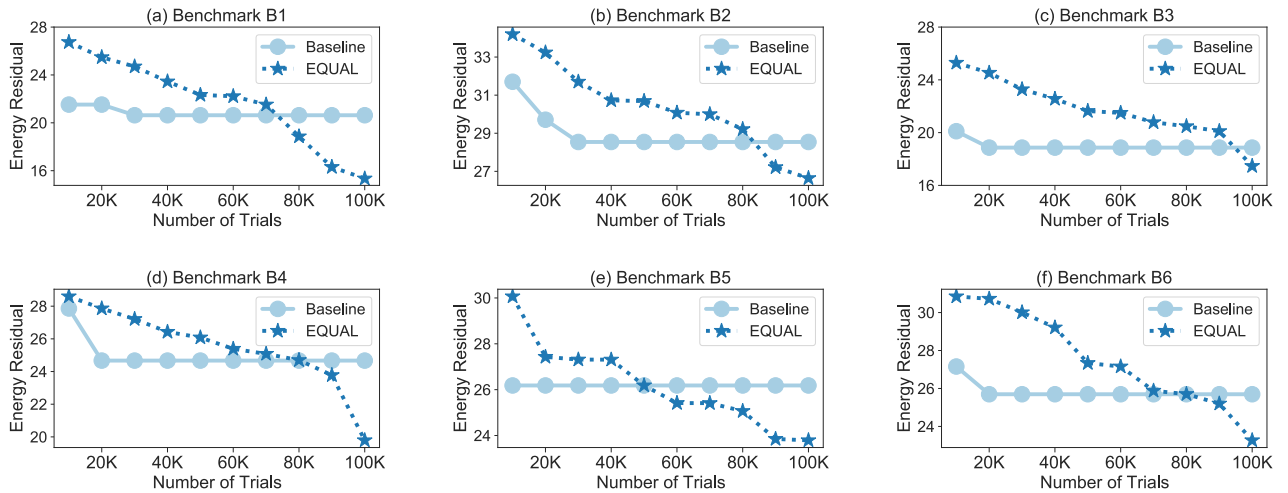 (a) Benchmark B1
Energy Residual
28
24
20
16
Baseline
EQUAL
20K 40K 60K 80K 100K
Number of Trials
(b) Benchmark B2
Energy Residual
33
31
29
27
Baseline
EQUAL
20K 40K 60K 80K 100K
Number of Trials
(c) Benchmark B3
Energy Residual
28
24
20
16
Baseline
EQUAL
20K 40K 60K 80K 100K
Number of Trials
(d) Benchmark B4
Energy Residual
28
26
24
22
20
Baseline
EQUAL
20K 40K 60K 80K 100K
Number of Trials
(e) Benchmark B5
Energy Residual
30
28
26
24
Baseline
EQUAL
20K 40K 60K 80K 100K
Number of Trials
(f) Benchmark B6
Energy Residual
30
28
26
24
Baseline
EQUAL
20K 40K 60K 80K 100K
Number of Trials